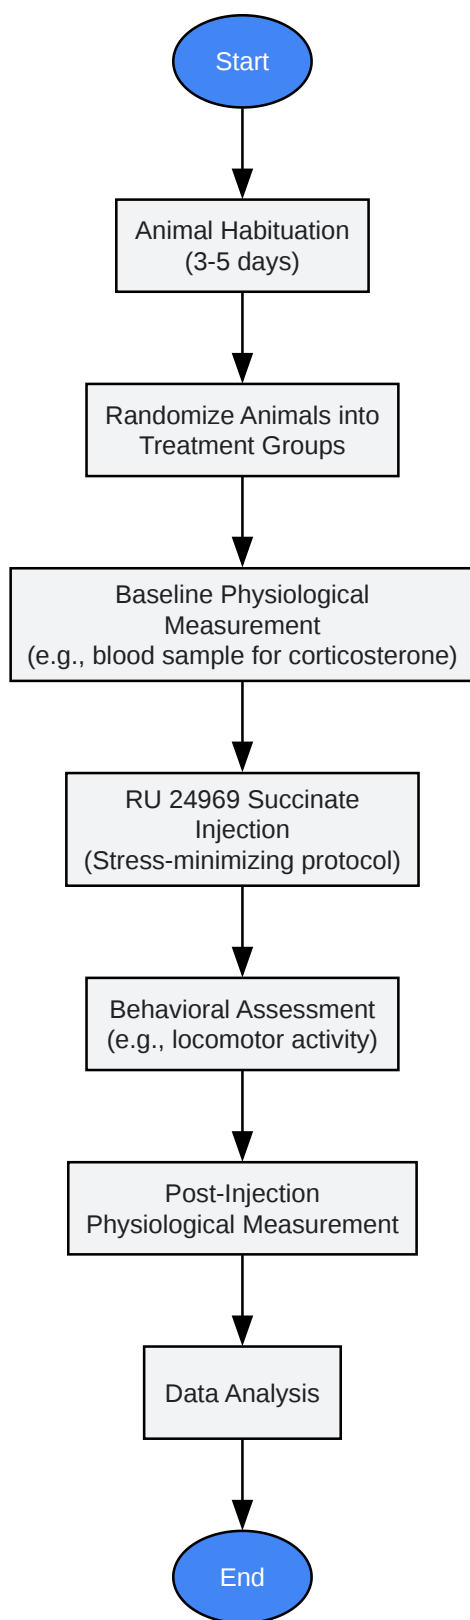 Start
Animal Habituation
(3-5 days)
Randomize Animals into
Treatment Groups
Baseline Physiological
Measurement
(e.g., blood sample for corticosterone)
RU 24969 Succinate
Injection
(Stress-minimizing protocol)
Behavioral Assessment
(e.g., locomotor activity)
Post-Injection
Physiological Measurement
Data Analysis
End